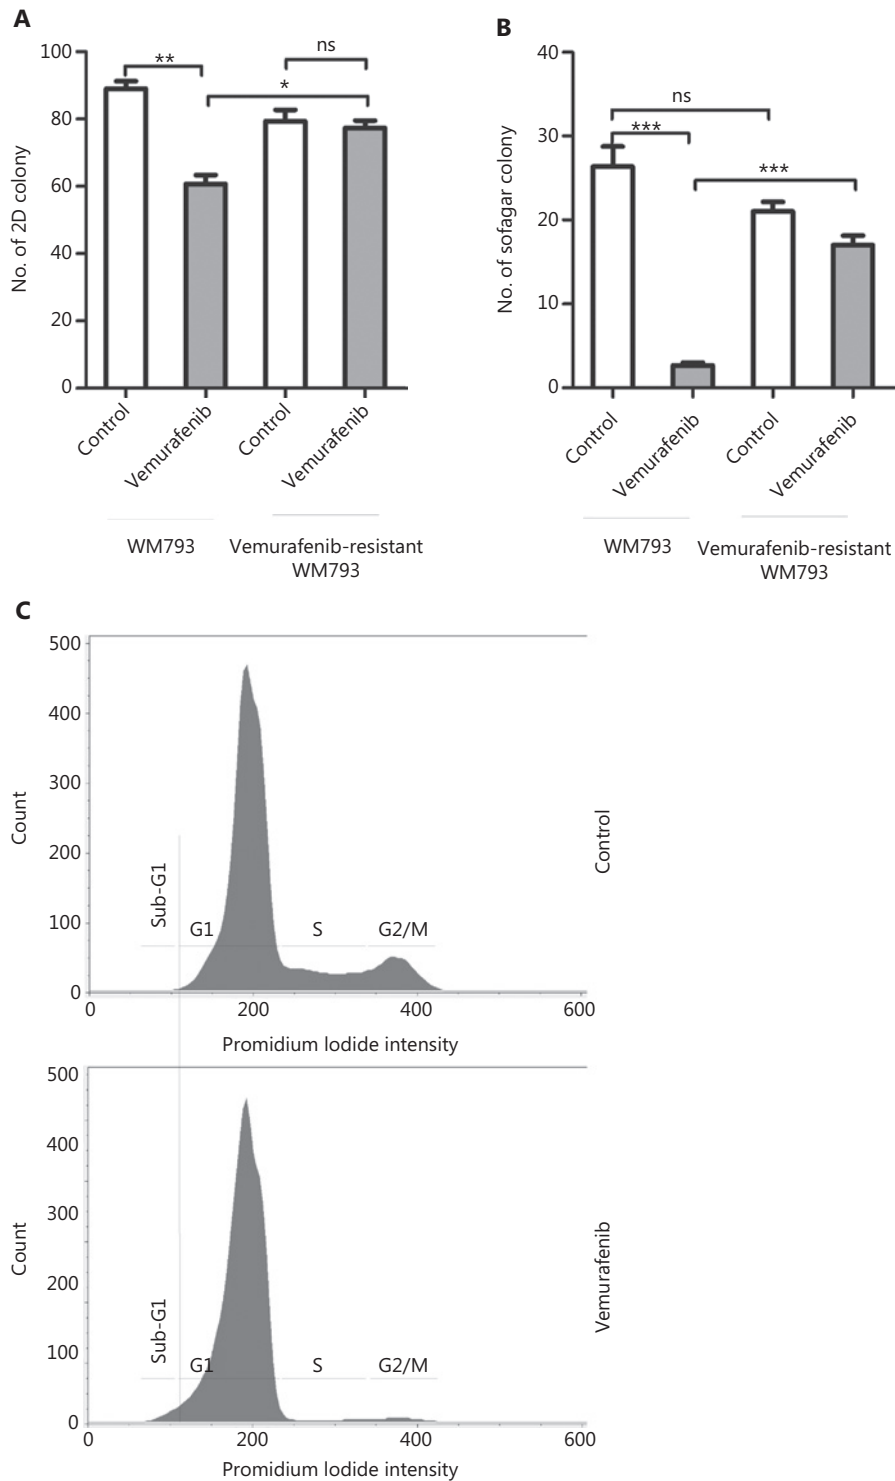 A
100
80
60
40
20
0
No. of 2D colony
**
*
ns
Control
Vemurafenib
Control
Vemurafenib
WM793
Vemurafenib-resistant
WM793
B
40
30
20
10
0
No. of sofagar colony
ns
***
***
Control
Vemurafenib
Control
Vemurafenib
WM793
Vemurafenib-resistant
WM793
C
500
400
300
200
100
0
Count
Sub-G1
G1
S
G2/M
Control
0
200
400
600
Promidium lodide intensity
500
400
300
200
100
0
Count
Sub-G1
G1
S
G2/M
Vemurafenib
0
200
400
600
Promidium lodide intensity